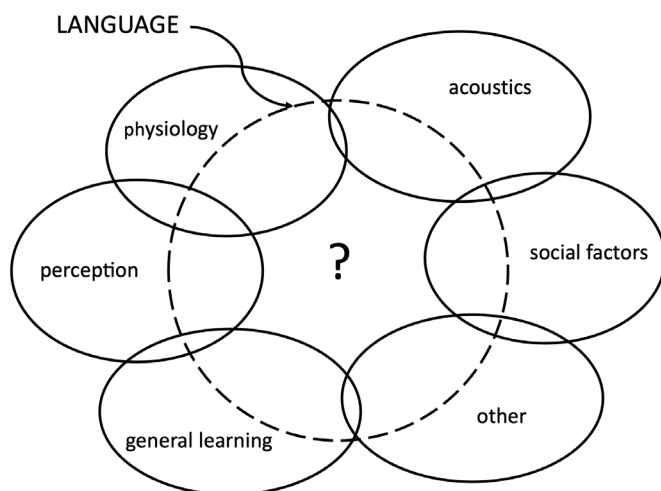 LANGUAGE
acoustics
physiology
perception
?
social factors
general learning
other